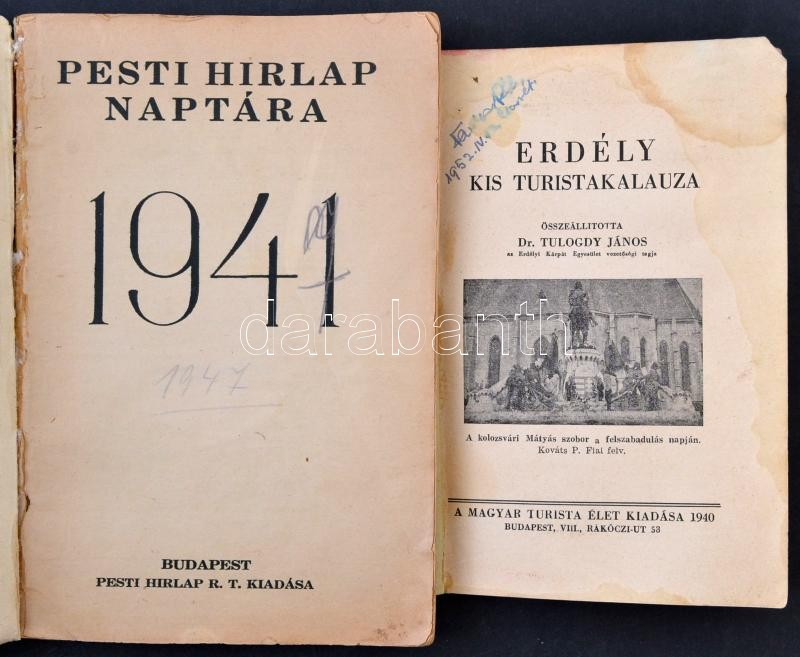 PESTI HIRLAP
NAPTÁRA
1941
1947
BUDAPEST
PESTI HIRLAP R. T. KIADÁSA
1952.IV.
ERDÉLY
KIS TURISTAKALAUZA
ÖSSZEÁLLITOTTA
Dr. TULOGDY JÁNOS
az Erdélyi Kárpát Egyesület vezetőségi tagja
A kolozsvári Mátyás szobor a felszabadulás napján.
Kováts P. Fiai felv.
A MAGYAR TURISTA ÉLET KIADÁSA 1940
BUDAPEST, VIII., RÁKÓCZI-UT 53
darabanth